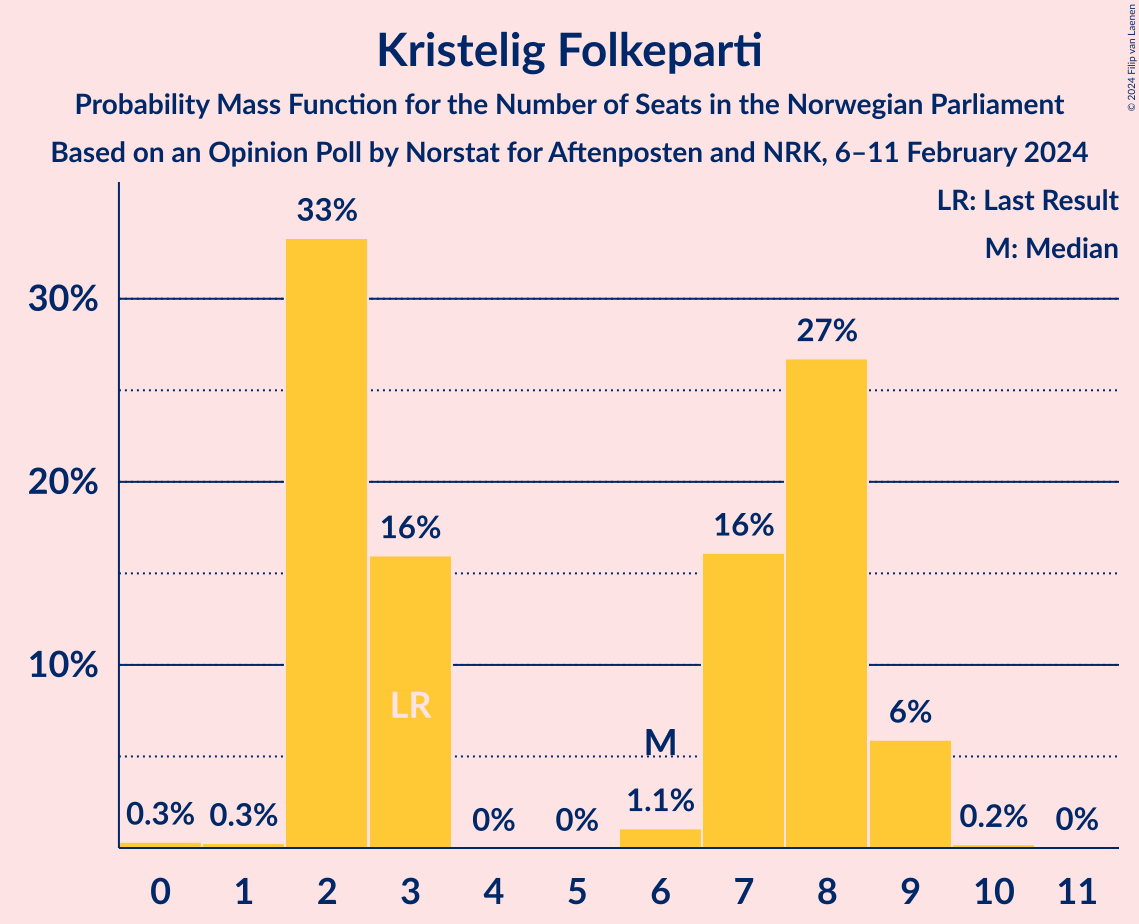 Kristelig Folkeparti
Probability Mass Function for the Number of Seats in the Norwegian Parliament
Based on an Opinion Poll by Norstat for Aftenposten and NRK, 6–11 February 2024
© 2024 Filip van Laenen
LR: Last Result
M: Median
33%
30%
27%
20%
16%
16%
10%
LR
6%
M
0.3%
0.3%
0%
0%
1.1%
0.2%
0%
0 1 2 3 4 5 6 7 8 9 10 11